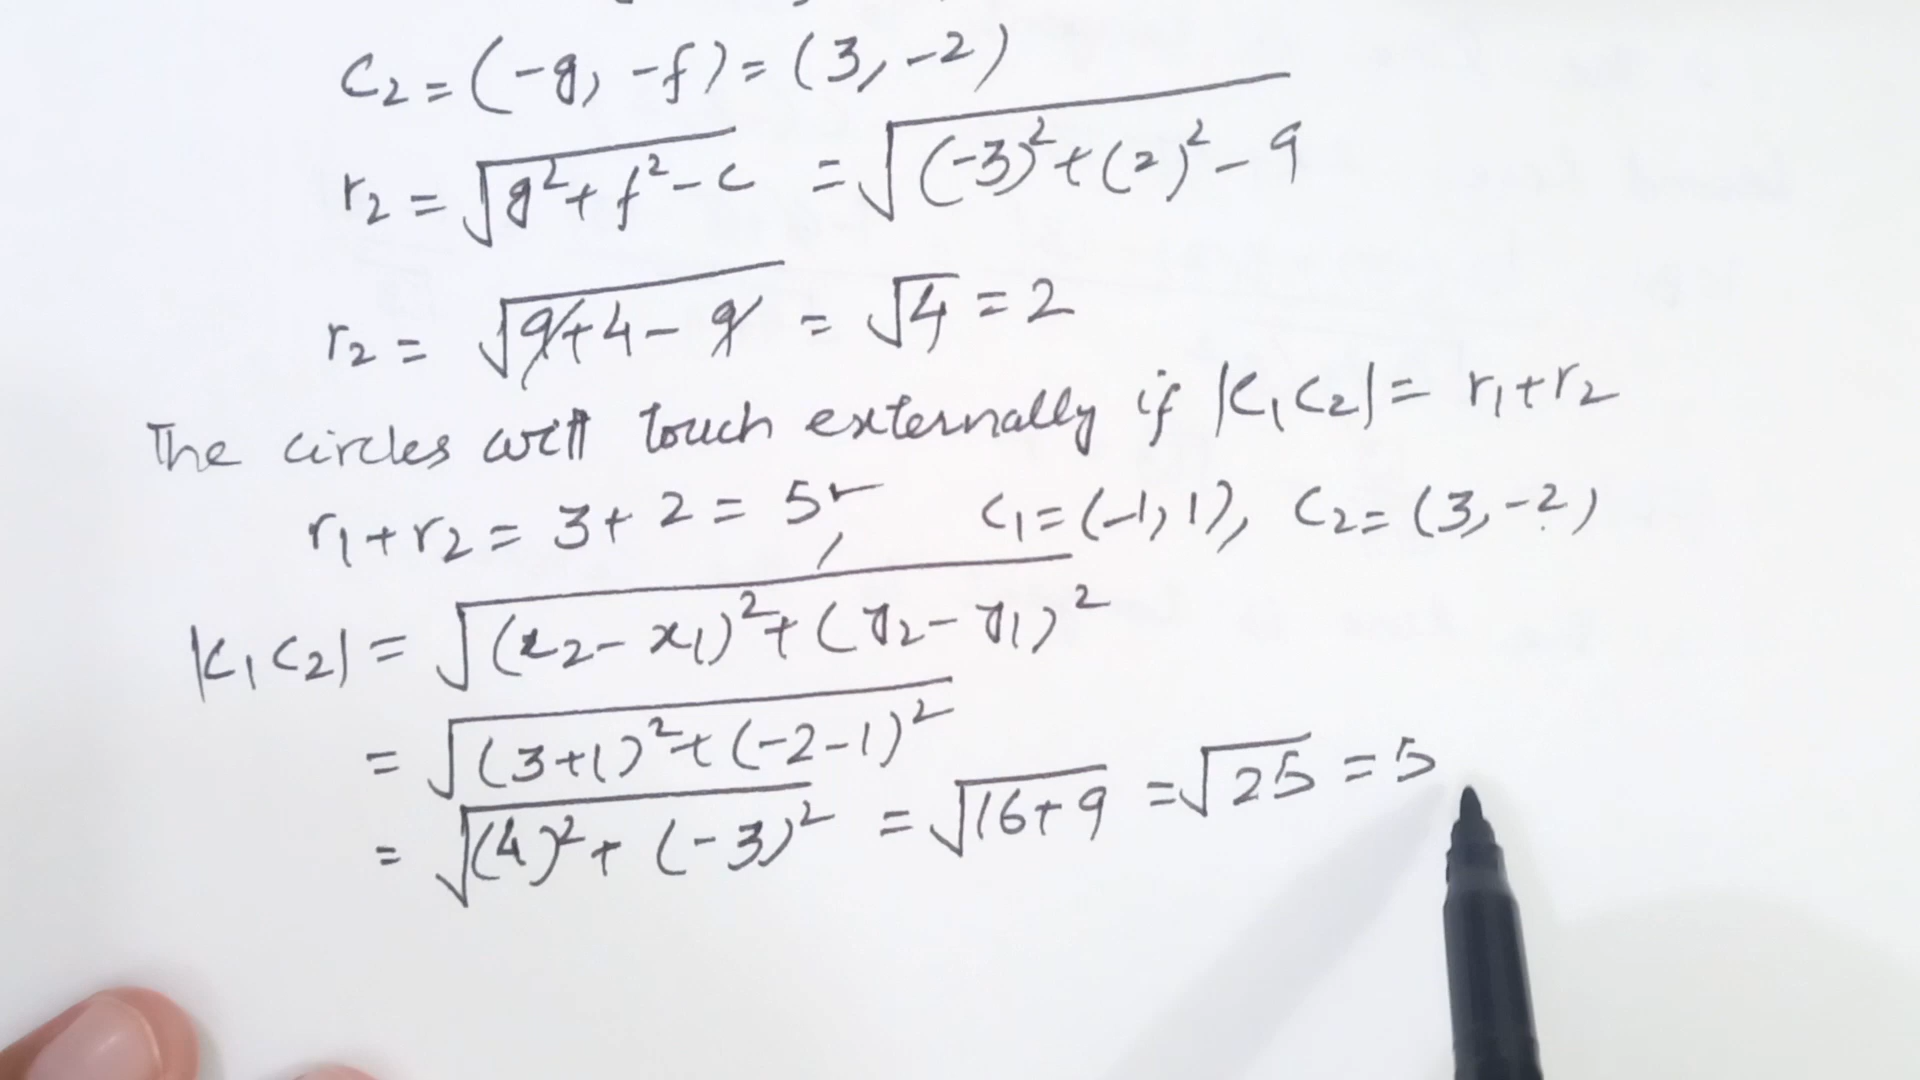 C₂ = (-g, -f) = (3, -2)
r₂ = √(g²+f²-c) = √((-3)²+(2)²-9)
r₂ = √(9+4-9) = √4 = 2
The circles will touch externally if |C₁C₂| = r₁+r₂
r₁+r₂ = 3+2 = 5, C₁=(-1,1), C₂=(3,-2)
|C₁C₂| = √((x₂-x₁)²+(y₂-y₁)²)
= √((3+1)²+(-2-1)²)
= √((4)²+(-3)²) = √(16+9) = √25 = 5